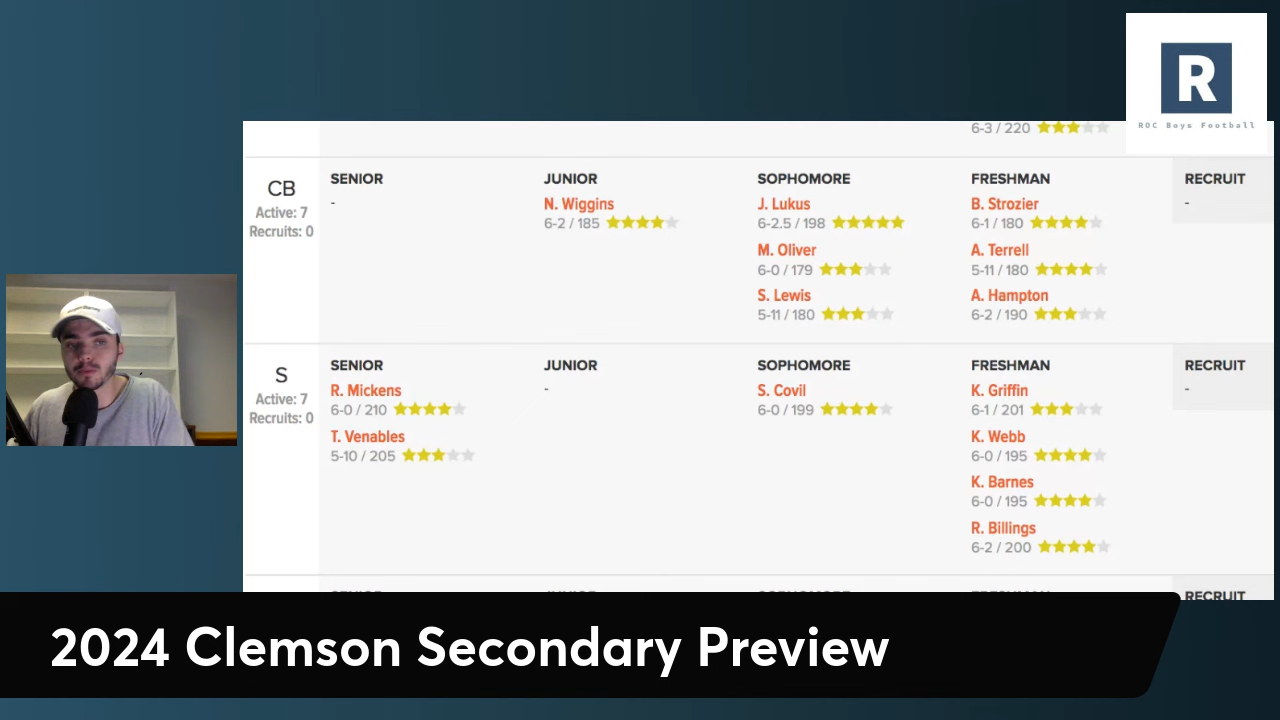 R
ROC Boys Football
6-3 / 220
CB
Active: 7
Recruits: 0
SENIOR
-
JUNIOR
N. Wiggins
6-2 / 185
SOPHOMORE
J. Lukus
6-2.5 / 198
M. Oliver
6-0 / 179
S. Lewis
5-11 / 180
FRESHMAN
B. Strozier
6-1 / 180
A. Terrell
5-11 / 180
A. Hampton
6-2 / 190
RECRUIT
-
S
Active: 7
Recruits: 0
SENIOR
R. Mickens
6-0 / 210
T. Venables
5-10 / 205
JUNIOR
-
SOPHOMORE
S. Covil
6-0 / 199
FRESHMAN
K. Griffin
6-1 / 201
K. Webb
6-0 / 195
K. Barnes
6-0 / 195
R. Billings
6-2 / 200
RECRUIT
-
RECRUIT
2024 Clemson Secondary Preview